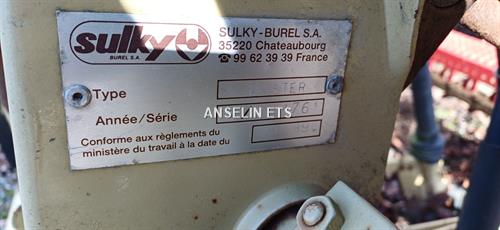 sulky
BUREL S.A.
SULKY-BUREL S.A.
35220 Chateaubourg
☎ 99 62 39 39 France
Type
ANSELIN ETS
Année/Série
Conforme aux règlements du
ministère du travail à la date du